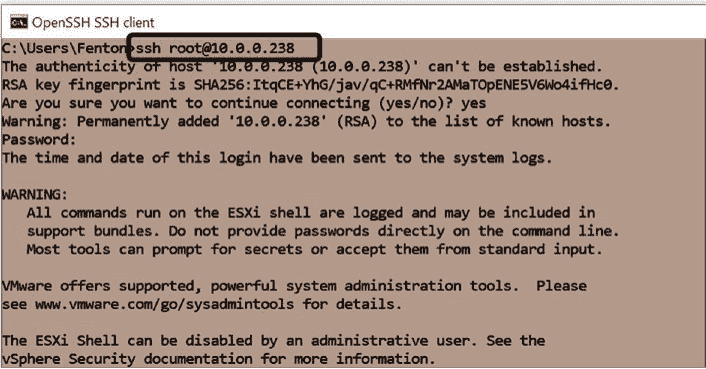 OpenSSH SSH client
C:\Users\Fenton>ssh root@10.0.0.238
The authenticity of host '10.0.0.238 (10.0.0.238)' can't be established.
RSA key fingerprint is SHA256:ItqCE+YhG/jav/qC+RMfNr2AMaTOpENE5V6Wo4ifHc0.
Are you sure you want to continue connecting (yes/no)? yes
Warning: Permanently added '10.0.0.238' (RSA) to the list of known hosts.
Password:
The time and date of this login have been sent to the system logs.
WARNING:
All commands run on the ESXi shell are logged and may be included in
support bundles. Do not provide passwords directly on the command line.
Most tools can prompt for secrets or accept them from standard input.
VMware offers supported, powerful system administration tools.  Please
see www.vmware.com/go/sysadmintools for details.
The ESXi Shell can be disabled by an administrative user. See the
vSphere Security documentation for more information.